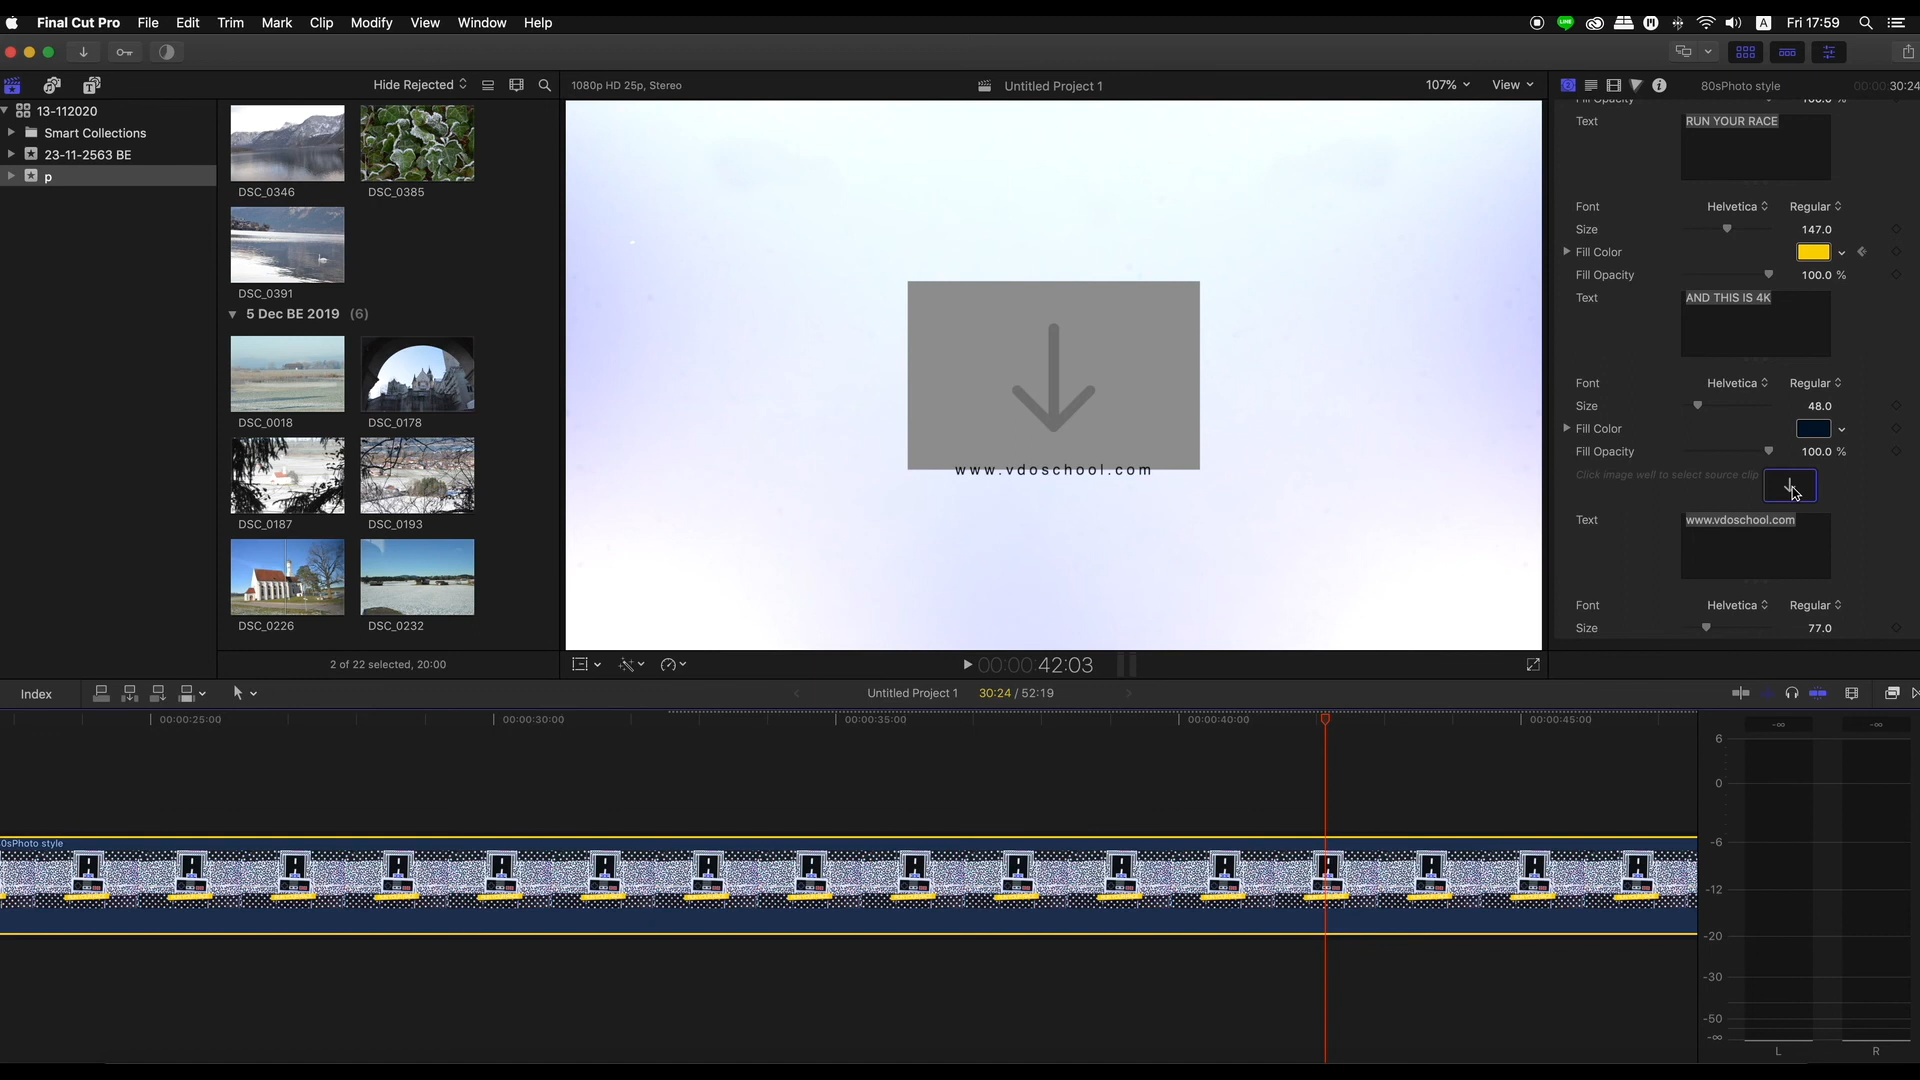 Final Cut Pro File Edit Trim Mark Clip Modify View Window Help
A Fri 17:59
Hide Rejected
1080p HD 25p, Stereo
Untitled Project 1
107% View
80sPhoto style
30:24
13-112020
Smart Collections
23-11-2563 BE
p
DSC_0346 DSC_0385
DSC_0391
5 Dec BE 2019 (6)
DSC_0018 DSC_0178
DSC_0187 DSC_0193
DSC_0226 DSC_0232
2 of 22 selected, 20:00
www.vdoschool.com
00:00:42:03
Fill Opacity 100.0 %
Text RUN YOUR RACE
Font Helvetica Regular
Size 147.0
Fill Color
Fill Opacity 100.0 %
Text AND THIS IS 4K
Font Helvetica Regular
Size 48.0
Fill Color
Fill Opacity 100.0 %
Click image well to select source clip
Text www.vdoschool.com
Font Helvetica Regular
Size 77.0
Index
Untitled Project 1 30:24 / 52:19
00:00:25:00 00:00:30:00 00:00:35:00 00:00:40:00 00:00:45:00
0sPhoto style
-∞ -∞
6
0
-6
-12
-20
-30
-50
-∞
L R